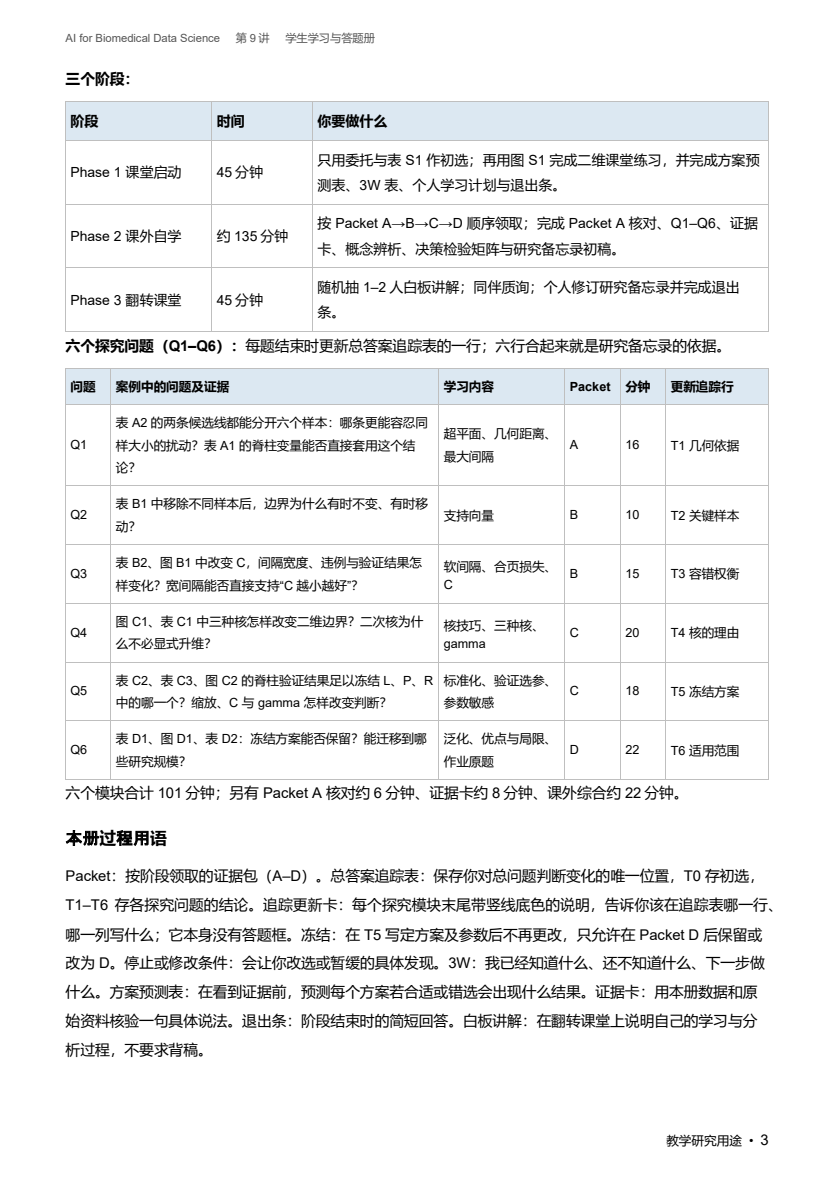 AI for Biomedical Data Science 第 9 讲 学生学习与答题册
三个阶段：
阶段 时间 你要做什么
Phase 1 课堂启动 45 分钟 只用委托与表 S1 作初选；再用图 S1 完成二维课堂练习，并完成方案预
测表、3W 表、个人学习计划与退出条。
Phase 2 课外自学 约 135 分钟 按 Packet A→B→C→D 顺序领取；完成 Packet A 核对、Q1–Q6、证据
卡、概念辨析、决策检验矩阵与研究备忘录初稿。
Phase 3 翻转课堂 45 分钟 随机抽 1–2 人白板讲解；同伴质询；个人修订研究备忘录并完成退出
条。
六个探究问题（Q1–Q6）：每题结束时更新总答案追踪表的一行；六行合起来就是研究备忘录的依据。
问题 案例中的问题及证据 学习内容 Packet 分钟 更新追踪行
Q1 表 A2 的两条候选线都能分开六个样本：哪条更能容忍同
样大小的扰动？表 A1 的脊柱变量能否直接套用这个结
论？ 超平面、几何距离、
最大间隔 A 16 T1 几何依据
Q2 表 B1 中移除不同样本后，边界为什么有时不变、有时移
动？ 支持向量 B 10 T2 关键样本
Q3 表 B2、图 B1 中改变 C，间隔宽度、违例与验证结果怎
样变化？宽间隔能否直接支持“C 越小越好”？ 软间隔、合页损失、
C B 15 T3 容错权衡
Q4 图 C1、表 C1 中三种核怎样改变二维边界？二次核为什
么不必显式升维？ 核技巧、三种核、
gamma C 20 T4 核的理由
Q5 表 C2、表 C3、图 C2 的脊柱验证结果足以冻结 L、P、R
中的哪一个？缩放、C 与 gamma 怎样改变判断？ 标准化、验证选参、
参数敏感 C 18 T5 冻结方案
Q6 表 D1、图 D1、表 D2：冻结方案能否保留？能迁移到哪
些研究规模？ 泛化、优点与局限、
作业原题 D 22 T6 适用范围
六个模块合计 101 分钟；另有 Packet A 核对约 6 分钟、证据卡约 8 分钟、课外综合约 22 分钟。
本册过程用语
Packet：按阶段领取的证据包（A–D）。总答案追踪表：保存你对总问题判断变化的唯一位置，T0 存初选，
T1–T6 存各探究问题的结论。追踪更新卡：每个探究模块末尾带竖线底色的说明，告诉你该在追踪表哪一行、
哪一列写什么；它本身没有答题框。冻结：在 T5 写定方案及参数后不再更改，只允许在 Packet D 后保留或
改为 D。停止或修改条件：会让你改选或暂缓的具体发现。3W：我已经知道什么、还不知道什么、下一步做
什么。方案预测表：在看到证据前，预测每个方案若合适或错选会出现什么结果。证据卡：用本册数据和原
始资料核验一句具体说法。退出条：阶段结束时的简短回答。白板讲解：在翻转课堂上说明自己的学习与分
析过程，不要求背稿。
教学研究用途 • 3